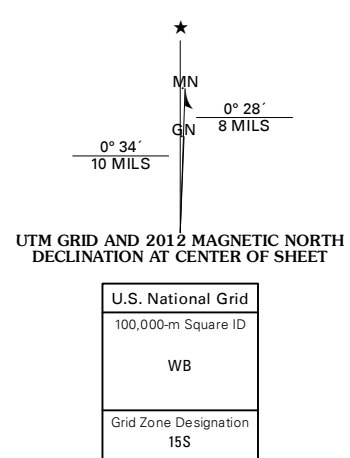 ★
MN
0° 28´
8 MILS
GN
0° 34´
10 MILS
UTM GRID AND 2012 MAGNETIC NORTH
DECLINATION AT CENTER OF SHEET
U.S. National Grid
100,000-m Square ID
WB
Grid Zone Designation
15S